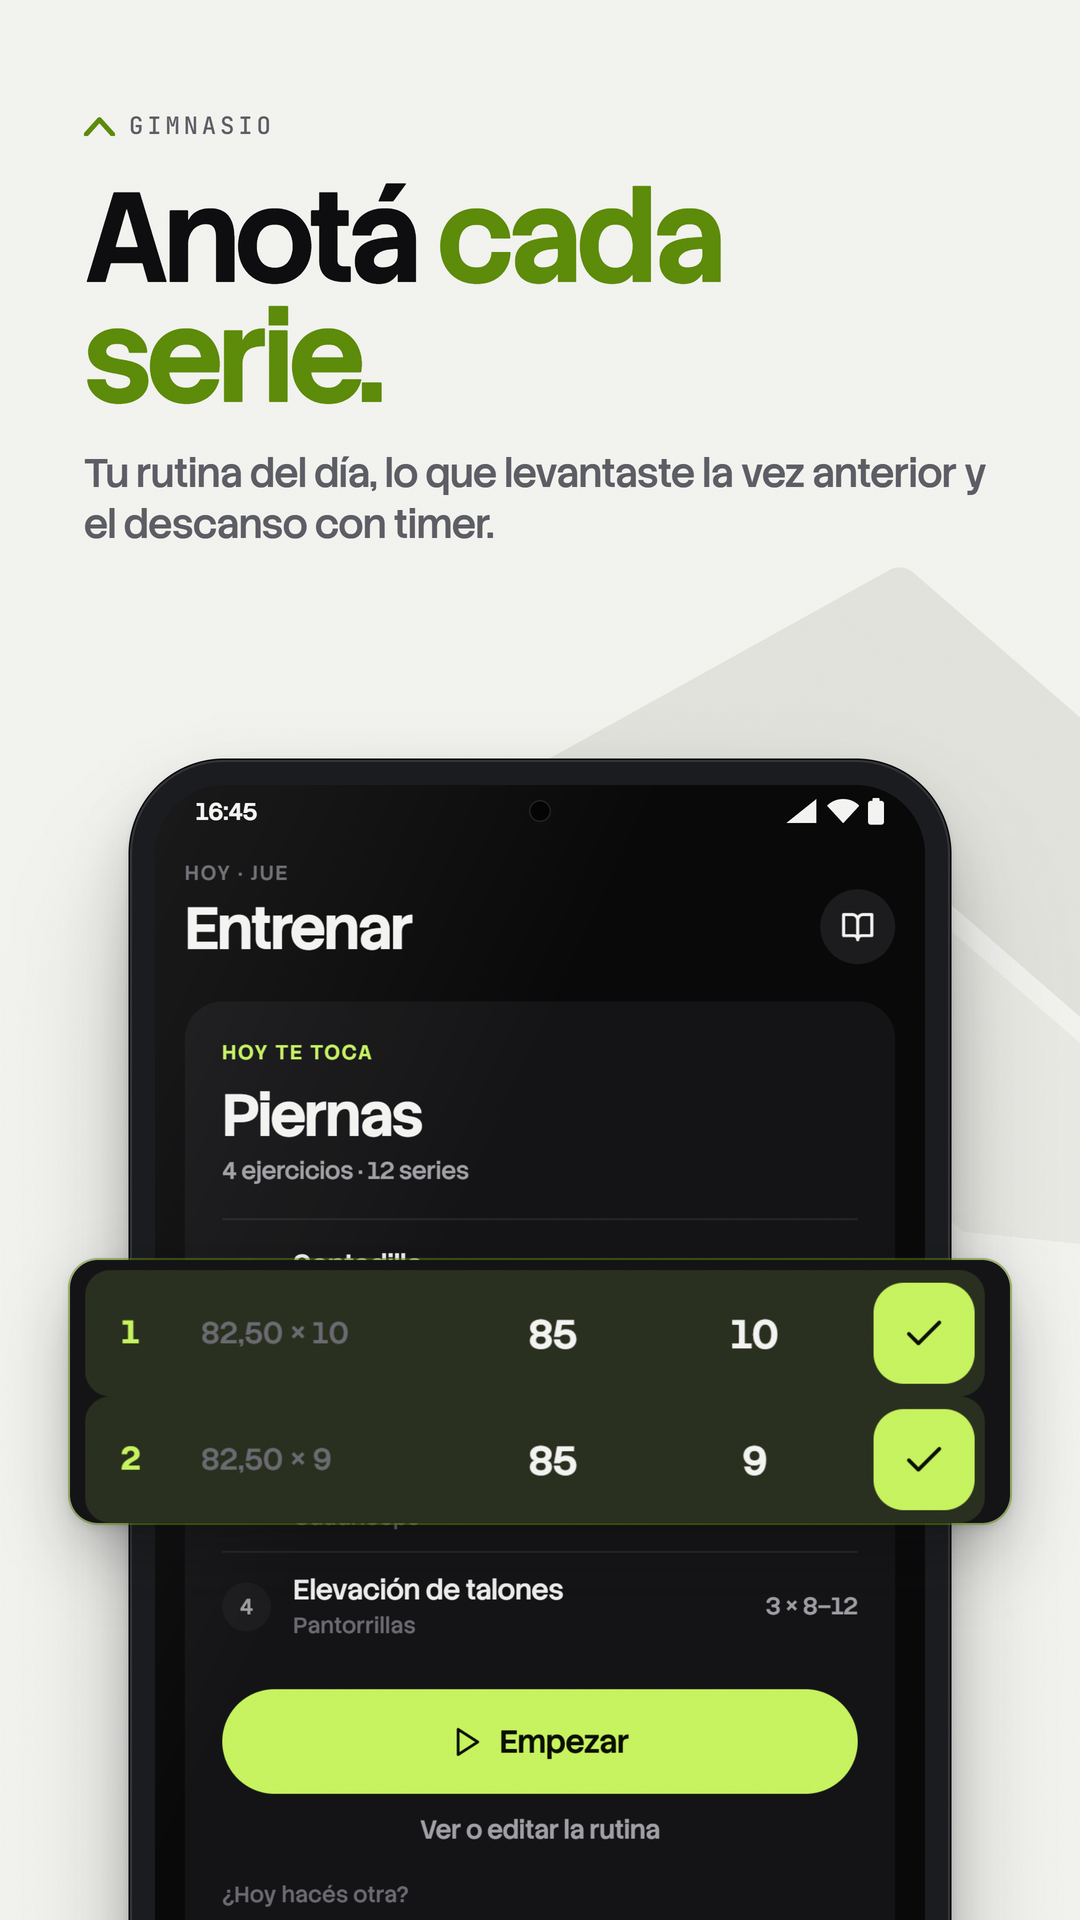 GIMNASIO
Anotá cada
serie.
Tu rutina del día, lo que levantaste la vez anterior y
el descanso con timer.
16:45
HOY · JUE
Entrenar
HOY TE TOCA
Piernas
4 ejercicios · 12 series
1 82,50 × 10 85 10
2 82,50 × 9 85 9
4 Elevación de talones 3 × 8–12
Pantorrillas
Empezar
Ver o editar la rutina
¿Hoy hacés otra?